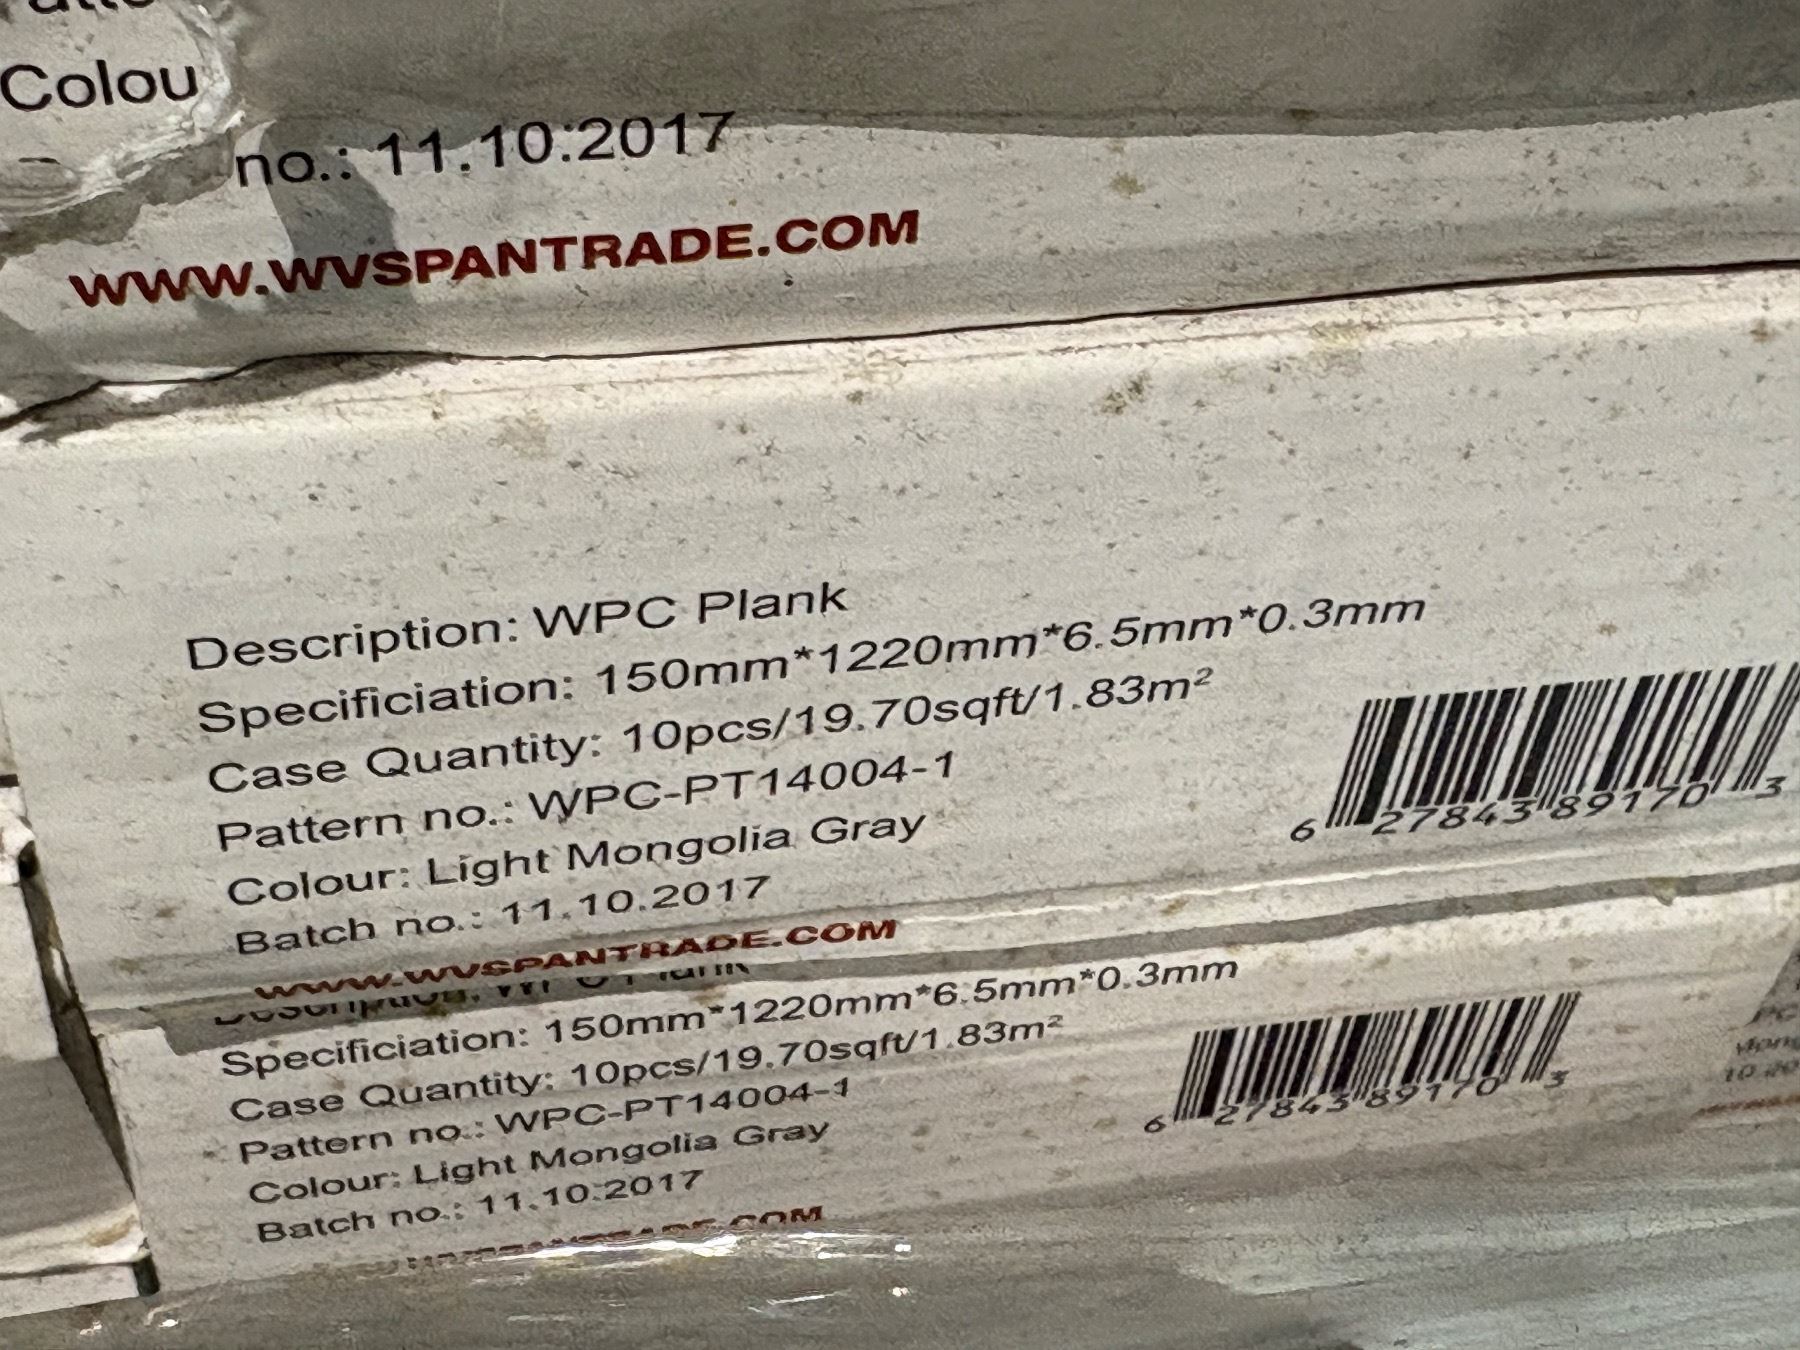 Colou
no.: 11.10.2017
WWW.WVSPANTRADE.COM
Description: WPC Plank
Specificiation: 150mm*1220mm*6.5mm*0.3mm
Case Quantity: 10pcs/19.70sqft/1.83m²
Pattern no.: WPC-PT14004-1
Colour: Light Mongolia Gray
Batch no.: 11.10.2017
WWW.WVSPANTRADE.COM
6 27843 89170 3
Description: WPC Plank
Specificiation: 150mm*1220mm*6.5mm*0.3mm
Case Quantity: 10pcs/19.70sqft/1.83m²
Pattern no.: WPC-PT14004-1
Colour: Light Mongolia Gray
Batch no.: 11.10.2017
6 27843 89170 3